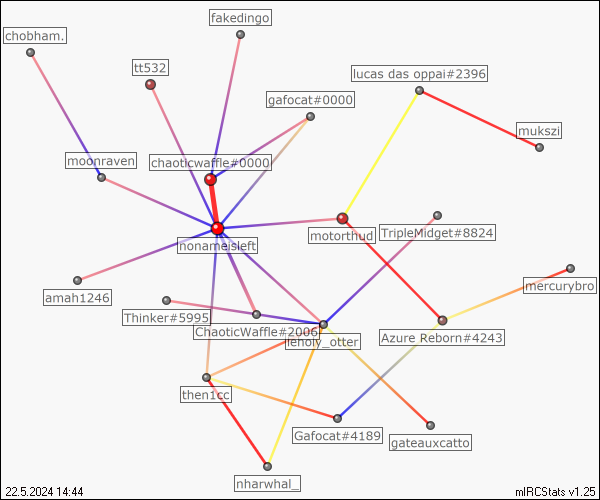 fakedingo
chobham.
tt532
lucas das oppai#2396
gafocat#0000
mukszi
moonraven
chaoticwaffle#0000
motorthud
TripleMidget#8824
nonameisleft
mercurybro
amah1246
Thinker#5995
ChaoticWaffle#2006
leholy_otter
Azure Reborn#4243
then1cc
Gafocat#4189
gateauxcatto
nharwhal_
22.5.2024 14:44
mIRCStats v1.25